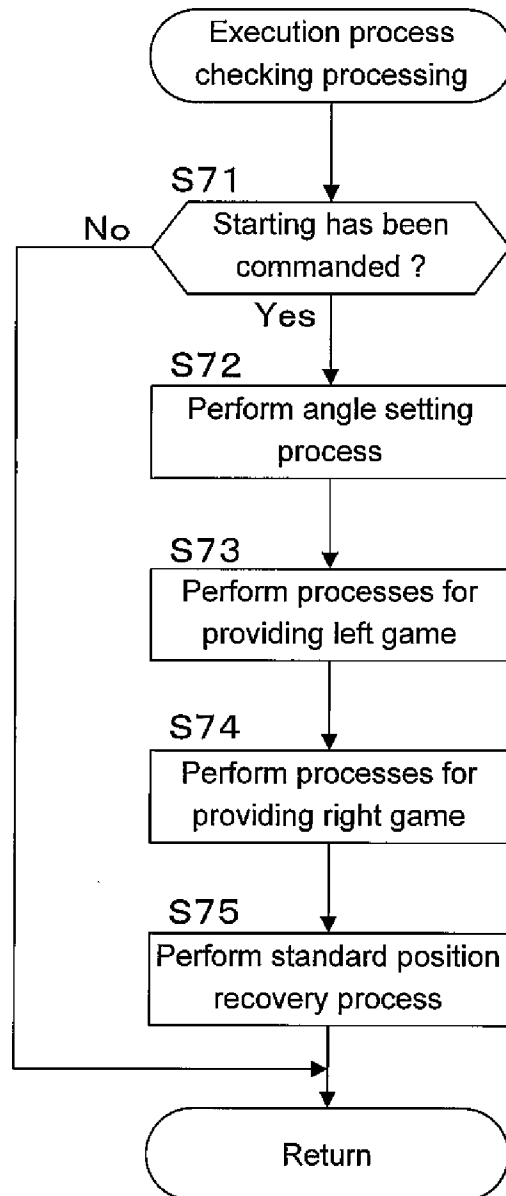 Execution process
checking processing
S71
No
Starting has been
commanded ?
Yes
S72
Perform angle setting
process
S73
Perform processes for
providing left game
S74
Perform processes for
providing right game
S75
Perform standard position
recovery process
Return